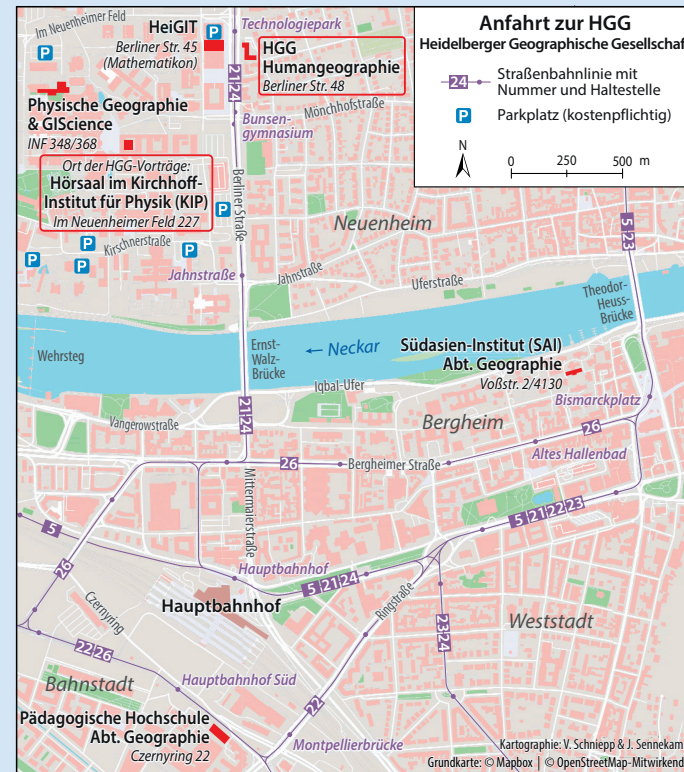 Anfahrt zur HGG
Heidelberger Geographische Gesellschaf
24
Straßenbahnlinie mit
Nummer und Haltestelle
P
Parkplatz (kostenpflichtig)
N
0 250 500 m
Im Neuenheimer Feld
P
HeiGIT
P
Berliner Str. 45
(Mathematikon)
Technologiepark
21 24
HGG
Humangeographie
Berliner Str. 48
Mönchhofstraße
Physische Geographie
& GIScience
INF 348/368
Bunsen-
gymnasium
Ort der HGG-Vorträge:
Hörsaal im Kirchhoff-
Institut für Physik (KIP)
Im Neuenheimer Feld 227
P
Berliner Straße
Neuenheim
5 23
P
Kirschnerstraße
P
P
P
Jahnstraße
Jahnstraße
Uferstraße
Theodor-
Heuss-
Brücke
Wehrsteg
Ernst-
Walz-
Brücke
← Neckar
Südasien-Institut (SAI)
Abt. Geographie
Voßstr. 2/4130
Iqbal-Ufer
Bismarckplatz
Vangerowstraße
21 24
Bergheim
26
26
Bergheimer Straße
Altes Hallenbad
Mittermaierstraße
5
5 21 22 23
26
Hauptbahnhof
5 21 24
Hauptbahnhof
Czernyring
Ringstraße
Weststadt
23 24
22 26
Bahnstadt
Hauptbahnhof Süd
22
Pädagogische Hochschule
Abt. Geographie
Czernyring 22
Montpellierbrücke
Kartographie: V. Schniepp & J. Sennekam
Grundkarte: © Mapbox | © OpenStreetMap-Mitwirkend